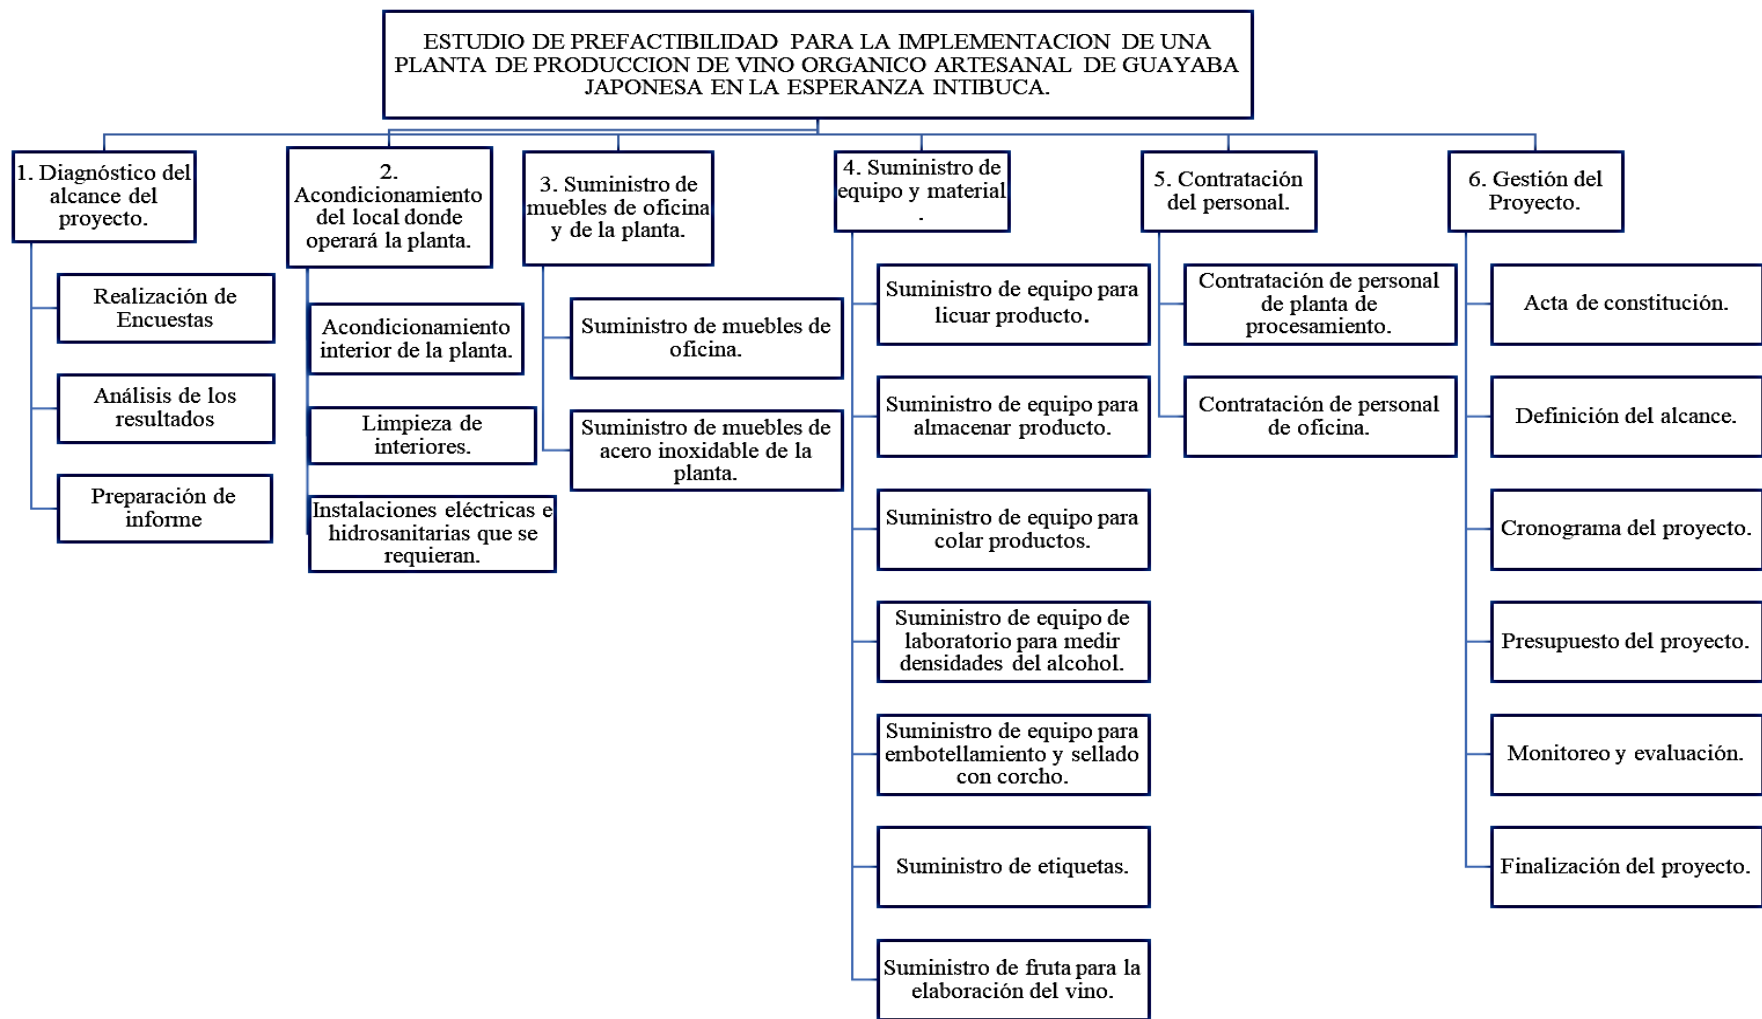 ESTUDIO DE PREFACTIBILIDAD PARA LA IMPLEMENTACION DE UNA
PLANTA DE PRODUCCION DE VINO ORGANICO ARTESANAL DE GUAYABA
JAPONESA EN LA ESPERANZA INTIBUCA.
1. Diagnóstico del
alcance del
proyecto.
Realización de
Encuestas
Análisis de los
resultados
Preparación de
informe
2.
Acondicionamiento
del local donde
operará la planta.
Acondicionamiento
interior de la planta.
Limpieza de
interiores.
Instalaciones eléctricas e
hidrosanitarias que se
requieran.
3. Suministro de
muebles de oficina
y de la planta.
Suministro de muebles de
oficina.
Suministro de muebles de
acero inoxidable de la
planta.
4. Suministro de
equipo y material
.
Suministro de equipo para
licuar producto.
Suministro de equipo para
almacenar producto.
Suministro de equipo para
colar productos.
Suministro de equipo de
laboratorio para medir
densidades del alcohol.
Suministro de equipo para
embotellamiento y sellado
con corcho.
Suministro de etiquetas.
Suministro de fruta para la
elaboración del vino.
5. Contratación
del personal.
Contratación de personal
de planta de
procesamiento.
Contratación de personal
de oficina.
6. Gestión del
Proyecto.
Acta de constitución.
Definición del alcance.
Cronograma del proyecto.
Presupuesto del proyecto.
Monitoreo y evaluación.
Finalización del proyecto.